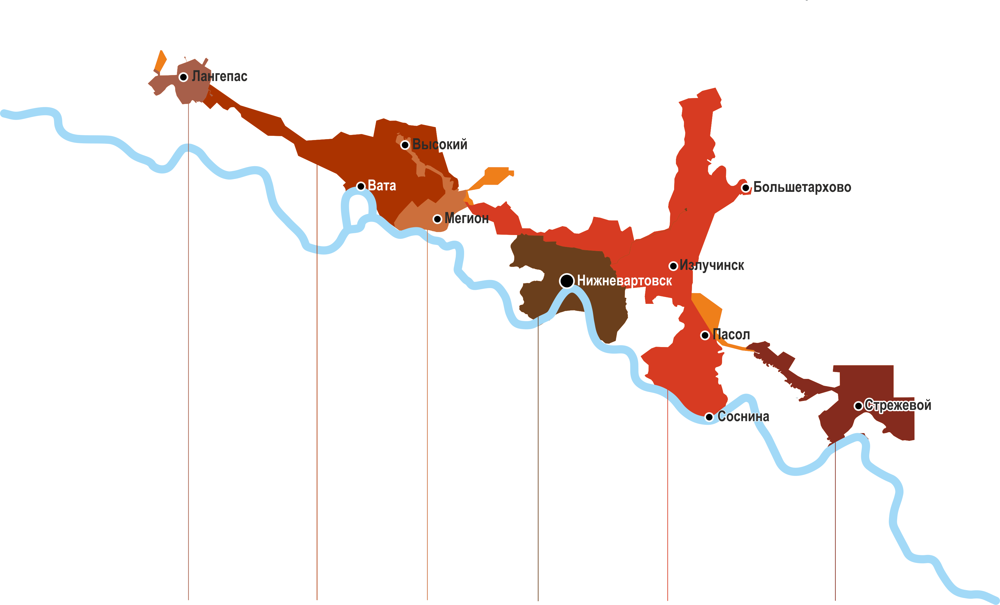 Лангепас
Высокий
Вата
Большетархово
Мегион
Излучинск
Нижневартовск
Пасол
Стрежевой
Соснина